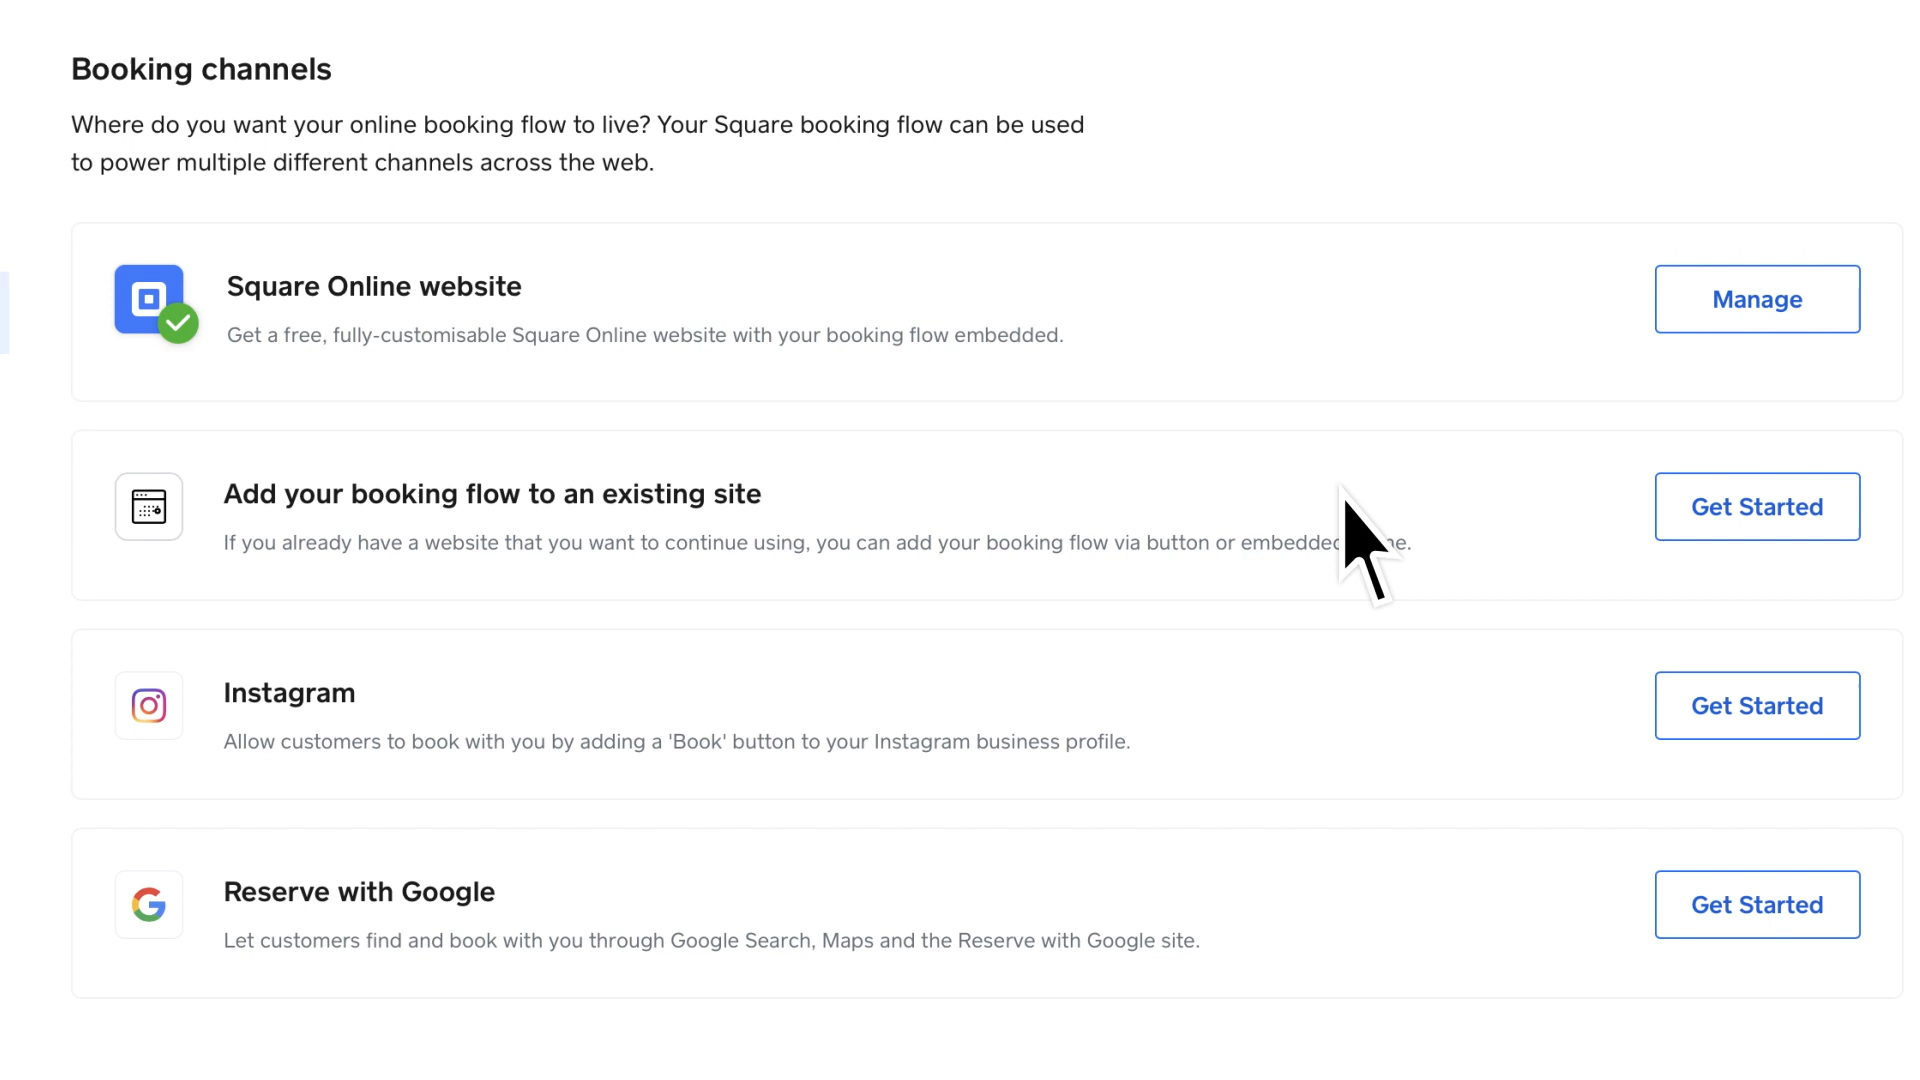 Booking channels
Where do you want your online booking flow to live? Your Square booking flow can be used
to power multiple different channels across the web.
Square Online website
Get a free, fully-customisable Square Online website with your booking flow embedded.
Manage
Add your booking flow to an existing site
If you already have a website that you want to continue using, you can add your booking flow via button or
Get Started
Instagram
Allow customers to book with you by adding a 'Book' button to your Instagram business profile.
Get Started
Reserve with Google
Let customers find and book with you through Google Search, Maps and the Reserve with Google site.
Get Started